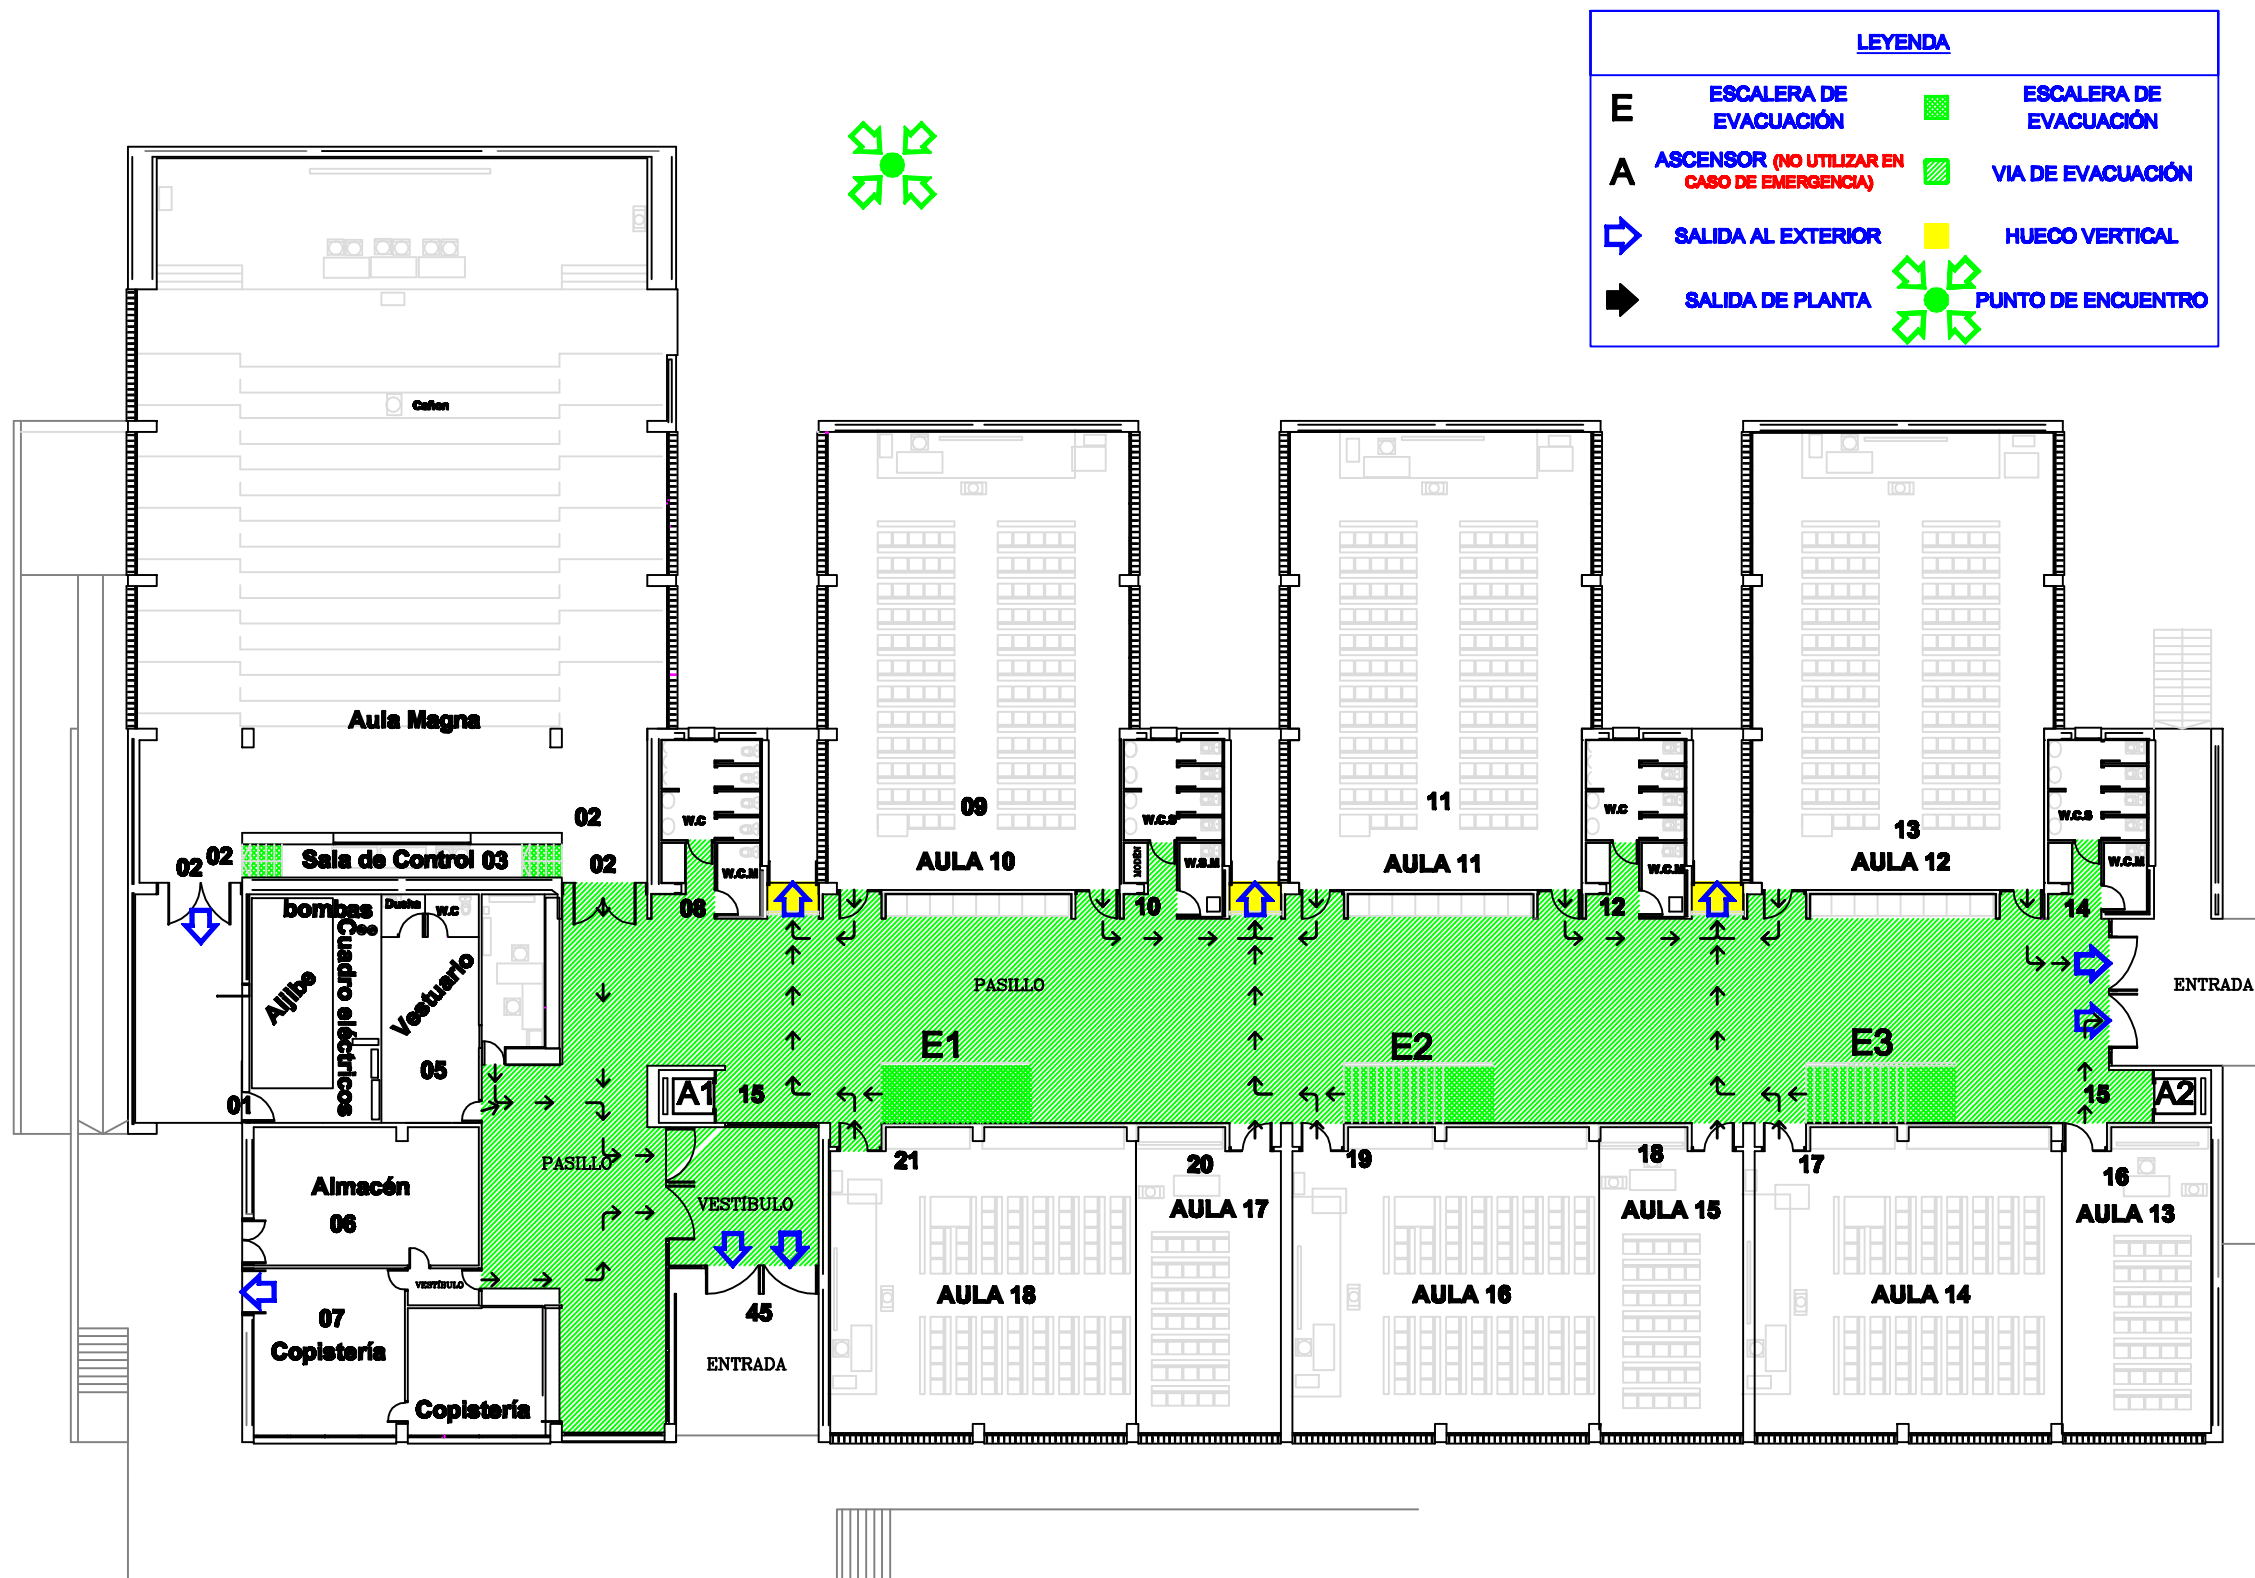 LEYENDA
E
ESCALERA DE
EVACUACIÓN
ESCALERA DE
EVACUACIÓN
A
ASCENSOR (NO UTILIZAR EN
CASO DE EMERGENCIA)
VIA DE EVACUACIÓN
SALIDA AL EXTERIOR
HUECO VERTICAL
SALIDA DE PLANTA
PUNTO DE ENCUENTRO
Cañon
Aula Magna
02
02
02
02
Sala de Control 03
W.C
W.C.M
08
09
AULA 10
W.C.S
W.S.M
10
11
AULA 11
W.C
W.C.M
12
13
AULA 12
W.C.S
W.C.M
14
bombas
Ducha
W.C
Aljibe
Cuadro eléctricos
Vestuario
05
01
PASILLO
ENTRADA
E1
E2
E3
A1
15
15
A2
PASILLO
VESTÍBULO
Almacén
06
VESTÍBULO
07
Copistería
Copistería
45
ENTRADA
21
AULA 18
20
AULA 17
19
AULA 16
18
AULA 15
17
AULA 14
16
AULA 13